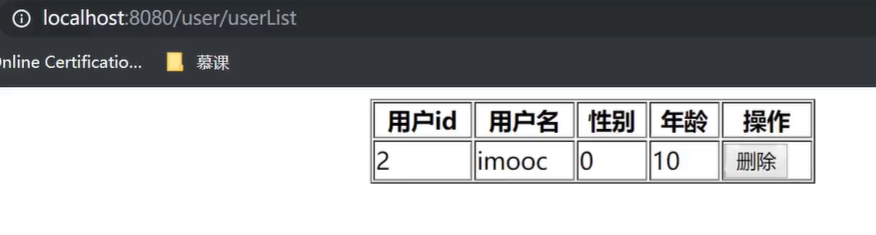 localhost:8080/user/userList
Online Certificatio... 慕课
用户id 用户名 性别 年龄 操作
2 imooc 0 10 删除